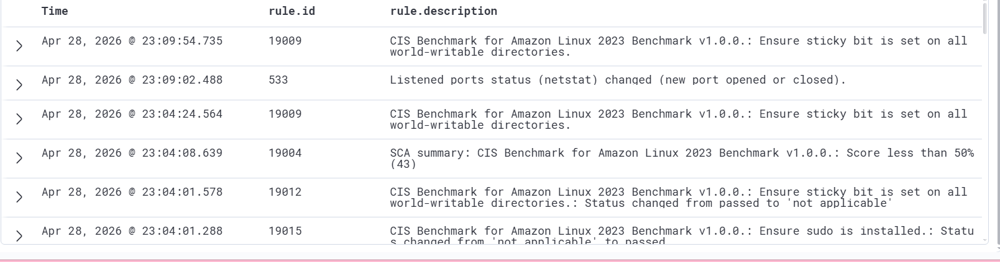 Time rule.id rule.description
Apr 28, 2026 @ 23:09:54.735 19009 CIS Benchmark for Amazon Linux 2023 Benchmark v1.0.0.: Ensure sticky bit is set on all
world-writable directories.
Apr 28, 2026 @ 23:09:02.488 533 Listened ports status (netstat) changed (new port opened or closed).
Apr 28, 2026 @ 23:04:24.564 19009 CIS Benchmark for Amazon Linux 2023 Benchmark v1.0.0.: Ensure sticky bit is set on all
world-writable directories.
Apr 28, 2026 @ 23:04:08.639 19004 SCA summary: CIS Benchmark for Amazon Linux 2023 Benchmark v1.0.0.: Score less than 50%
(43)
Apr 28, 2026 @ 23:04:01.578 19012 CIS Benchmark for Amazon Linux 2023 Benchmark v1.0.0.: Ensure sticky bit is set on all
world-writable directories.: Status changed from passed to 'not applicable'
Apr 28, 2026 @ 23:04:01.288 19015 CIS Benchmark for Amazon Linux 2023 Benchmark v1.0.0.: Ensure sudo is installed.: Statu
s changed from 'not applicable' to passed